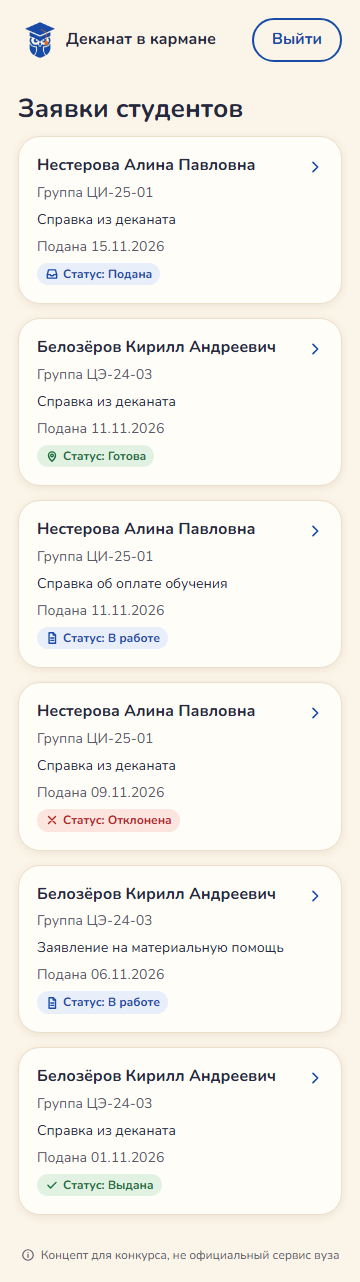 Деканат в кармане
Выйти
Заявки студентов
Нестерова Алина Павловна
Группа ЦИ-25-01
Справка из деканата
Подана 15.11.2026
Статус: Подана
Белозёров Кирилл Андреевич
Группа ЦЭ-24-03
Справка из деканата
Подана 11.11.2026
Статус: Готова
Нестерова Алина Павловна
Группа ЦИ-25-01
Справка об оплате обучения
Подана 11.11.2026
Статус: В работе
Нестерова Алина Павловна
Группа ЦИ-25-01
Справка из деканата
Подана 09.11.2026
Статус: Отклонена
Белозёров Кирилл Андреевич
Группа ЦЭ-24-03
Заявление на материальную помощь
Подана 06.11.2026
Статус: В работе
Белозёров Кирилл Андреевич
Группа ЦЭ-24-03
Справка из деканата
Подана 01.11.2026
Статус: Выдана
Концепт для конкурса, не официальный сервис вуза